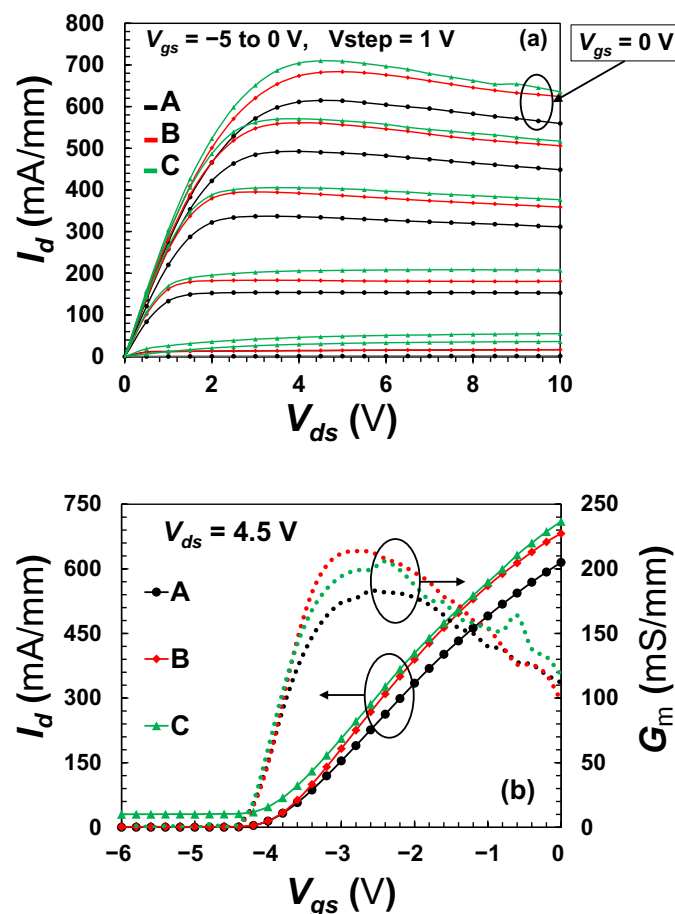 V_gs = −5 to 0 V, Vstep = 1 V
(a)
V_gs = 0 V
A
B
C
I_d (mA/mm)
800
700
600
500
400
300
200
100
0
0 2 4 6 8 10
V_ds (V)
V_ds = 4.5 V
A
B
C
(b)
I_d (mA/mm)
750
600
450
300
150
0
250
200
150
100
50
0
G_m (mS/mm)
−6 −5 −4 −3 −2 −1 0
V_gs (V)